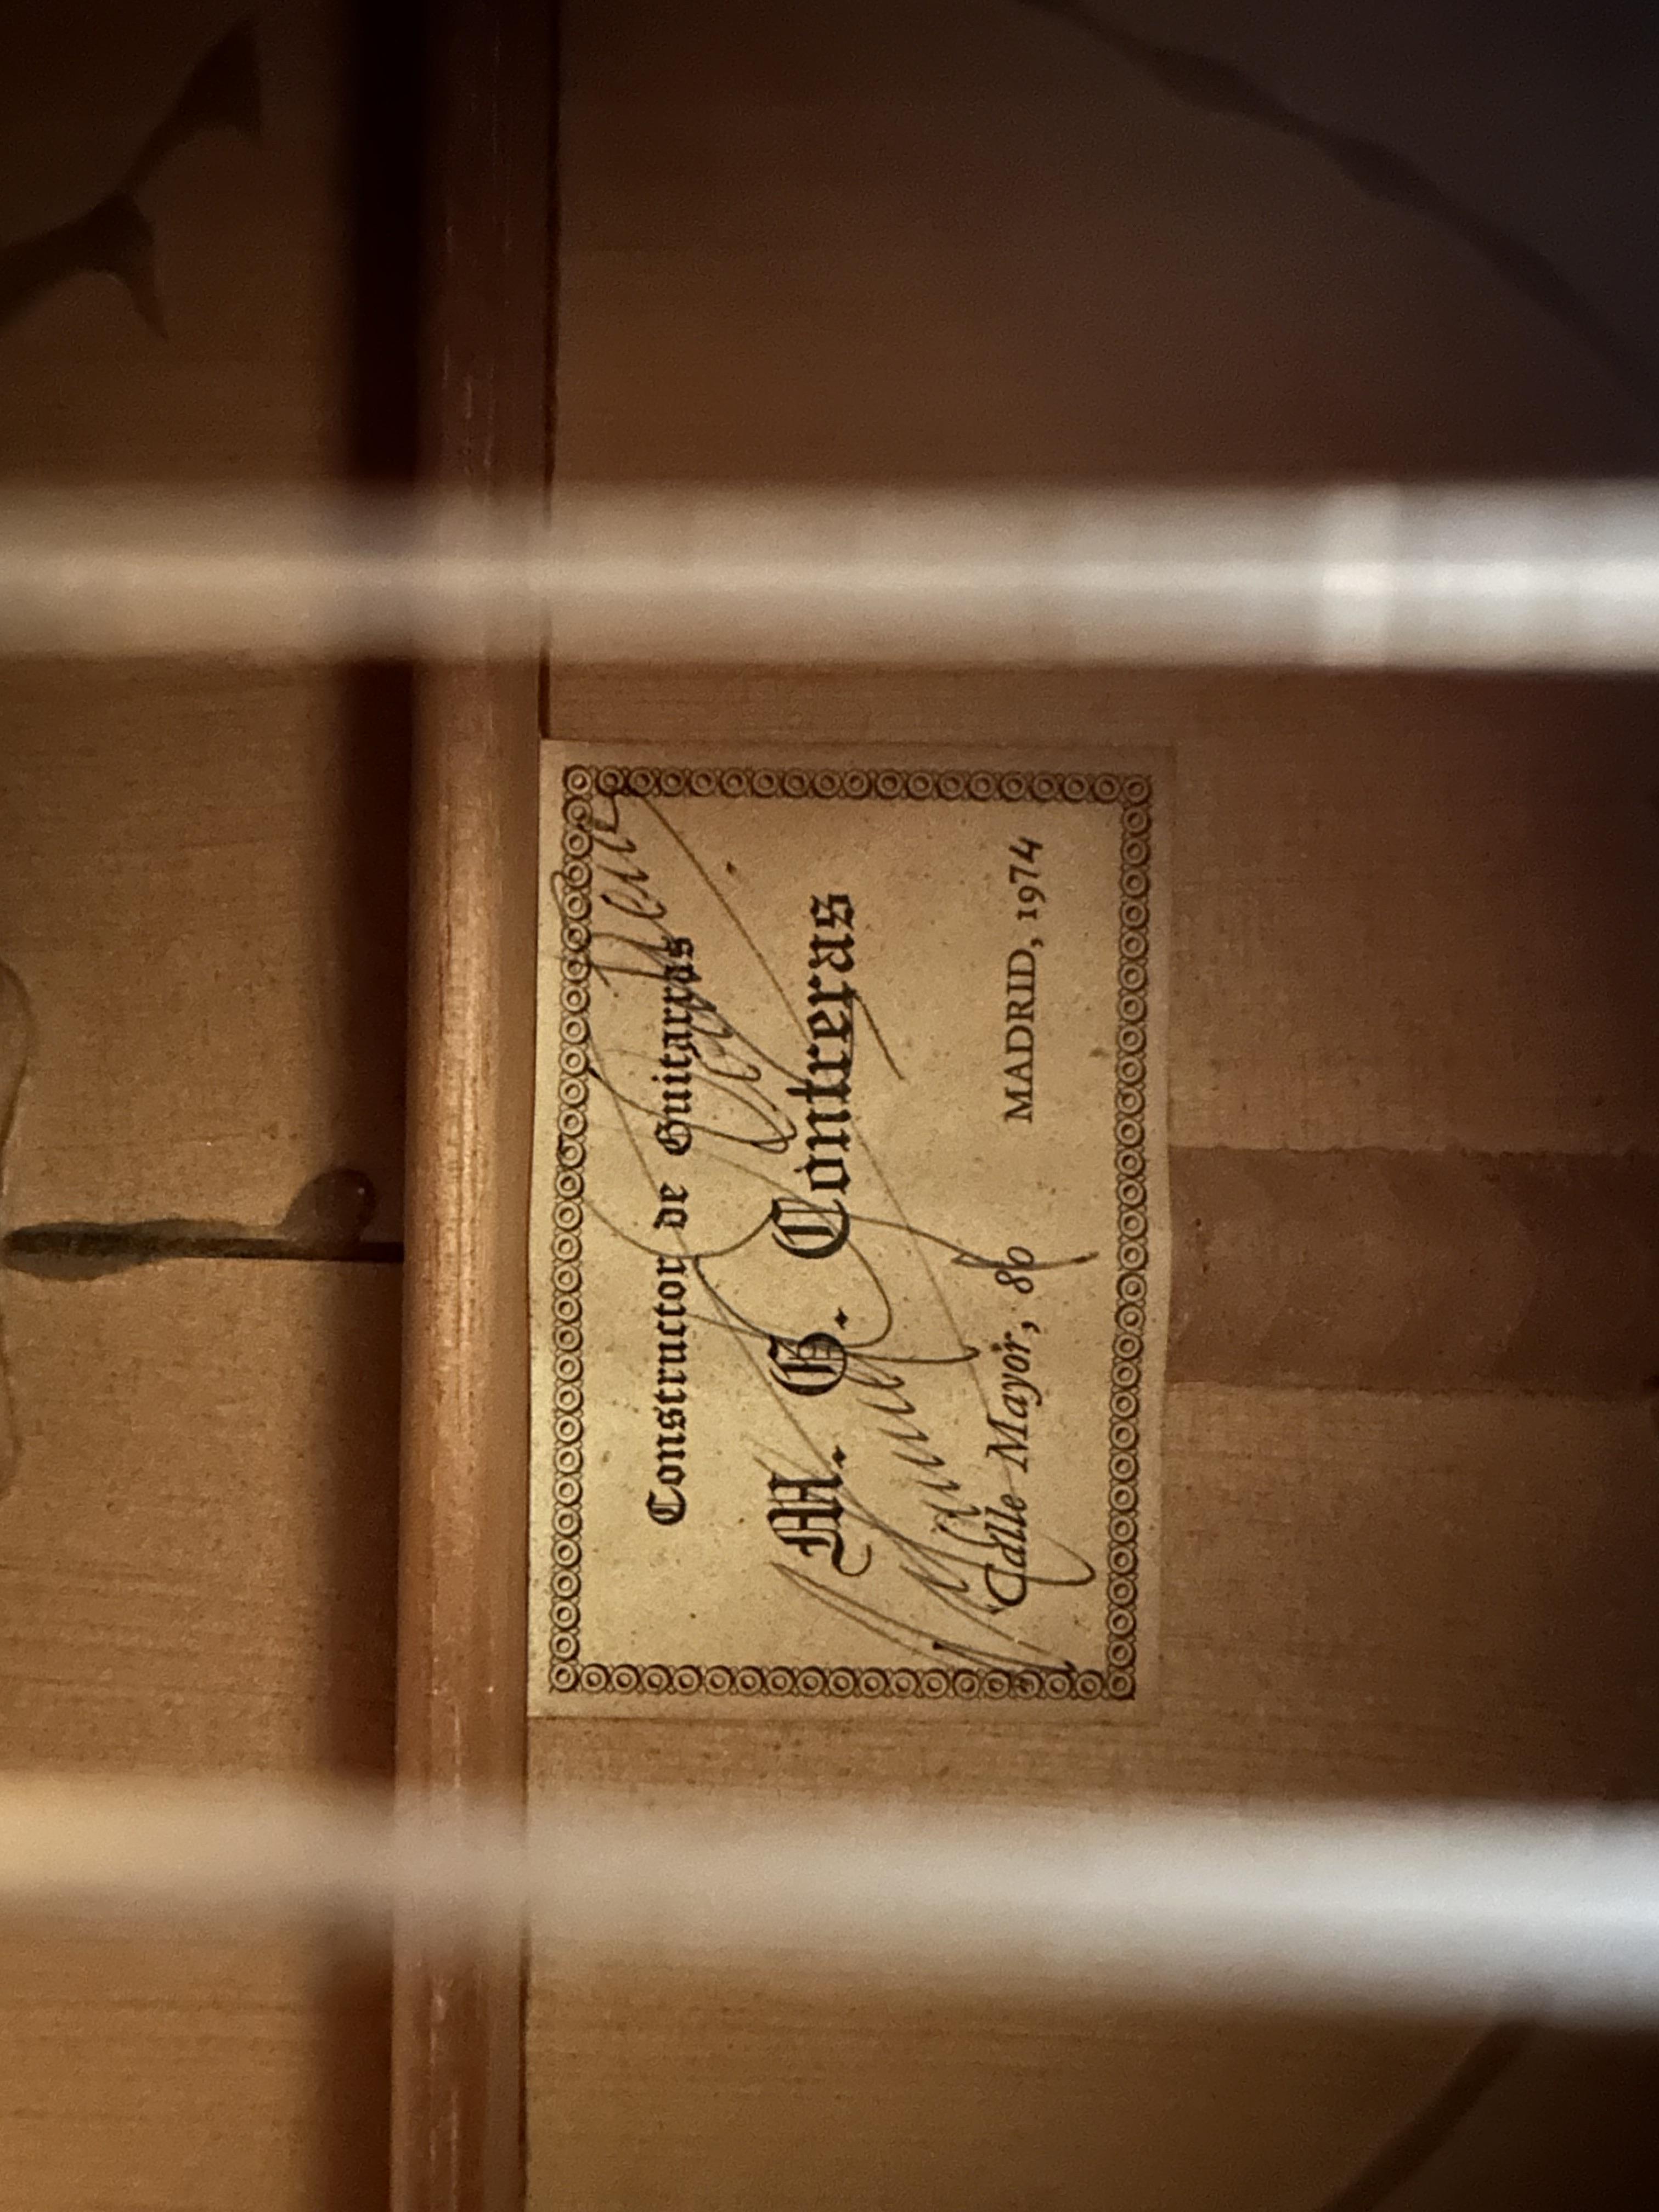 Constructor de Guitarras
M. G. Contreras
Calle Mayor, 80 MADRID, 1974